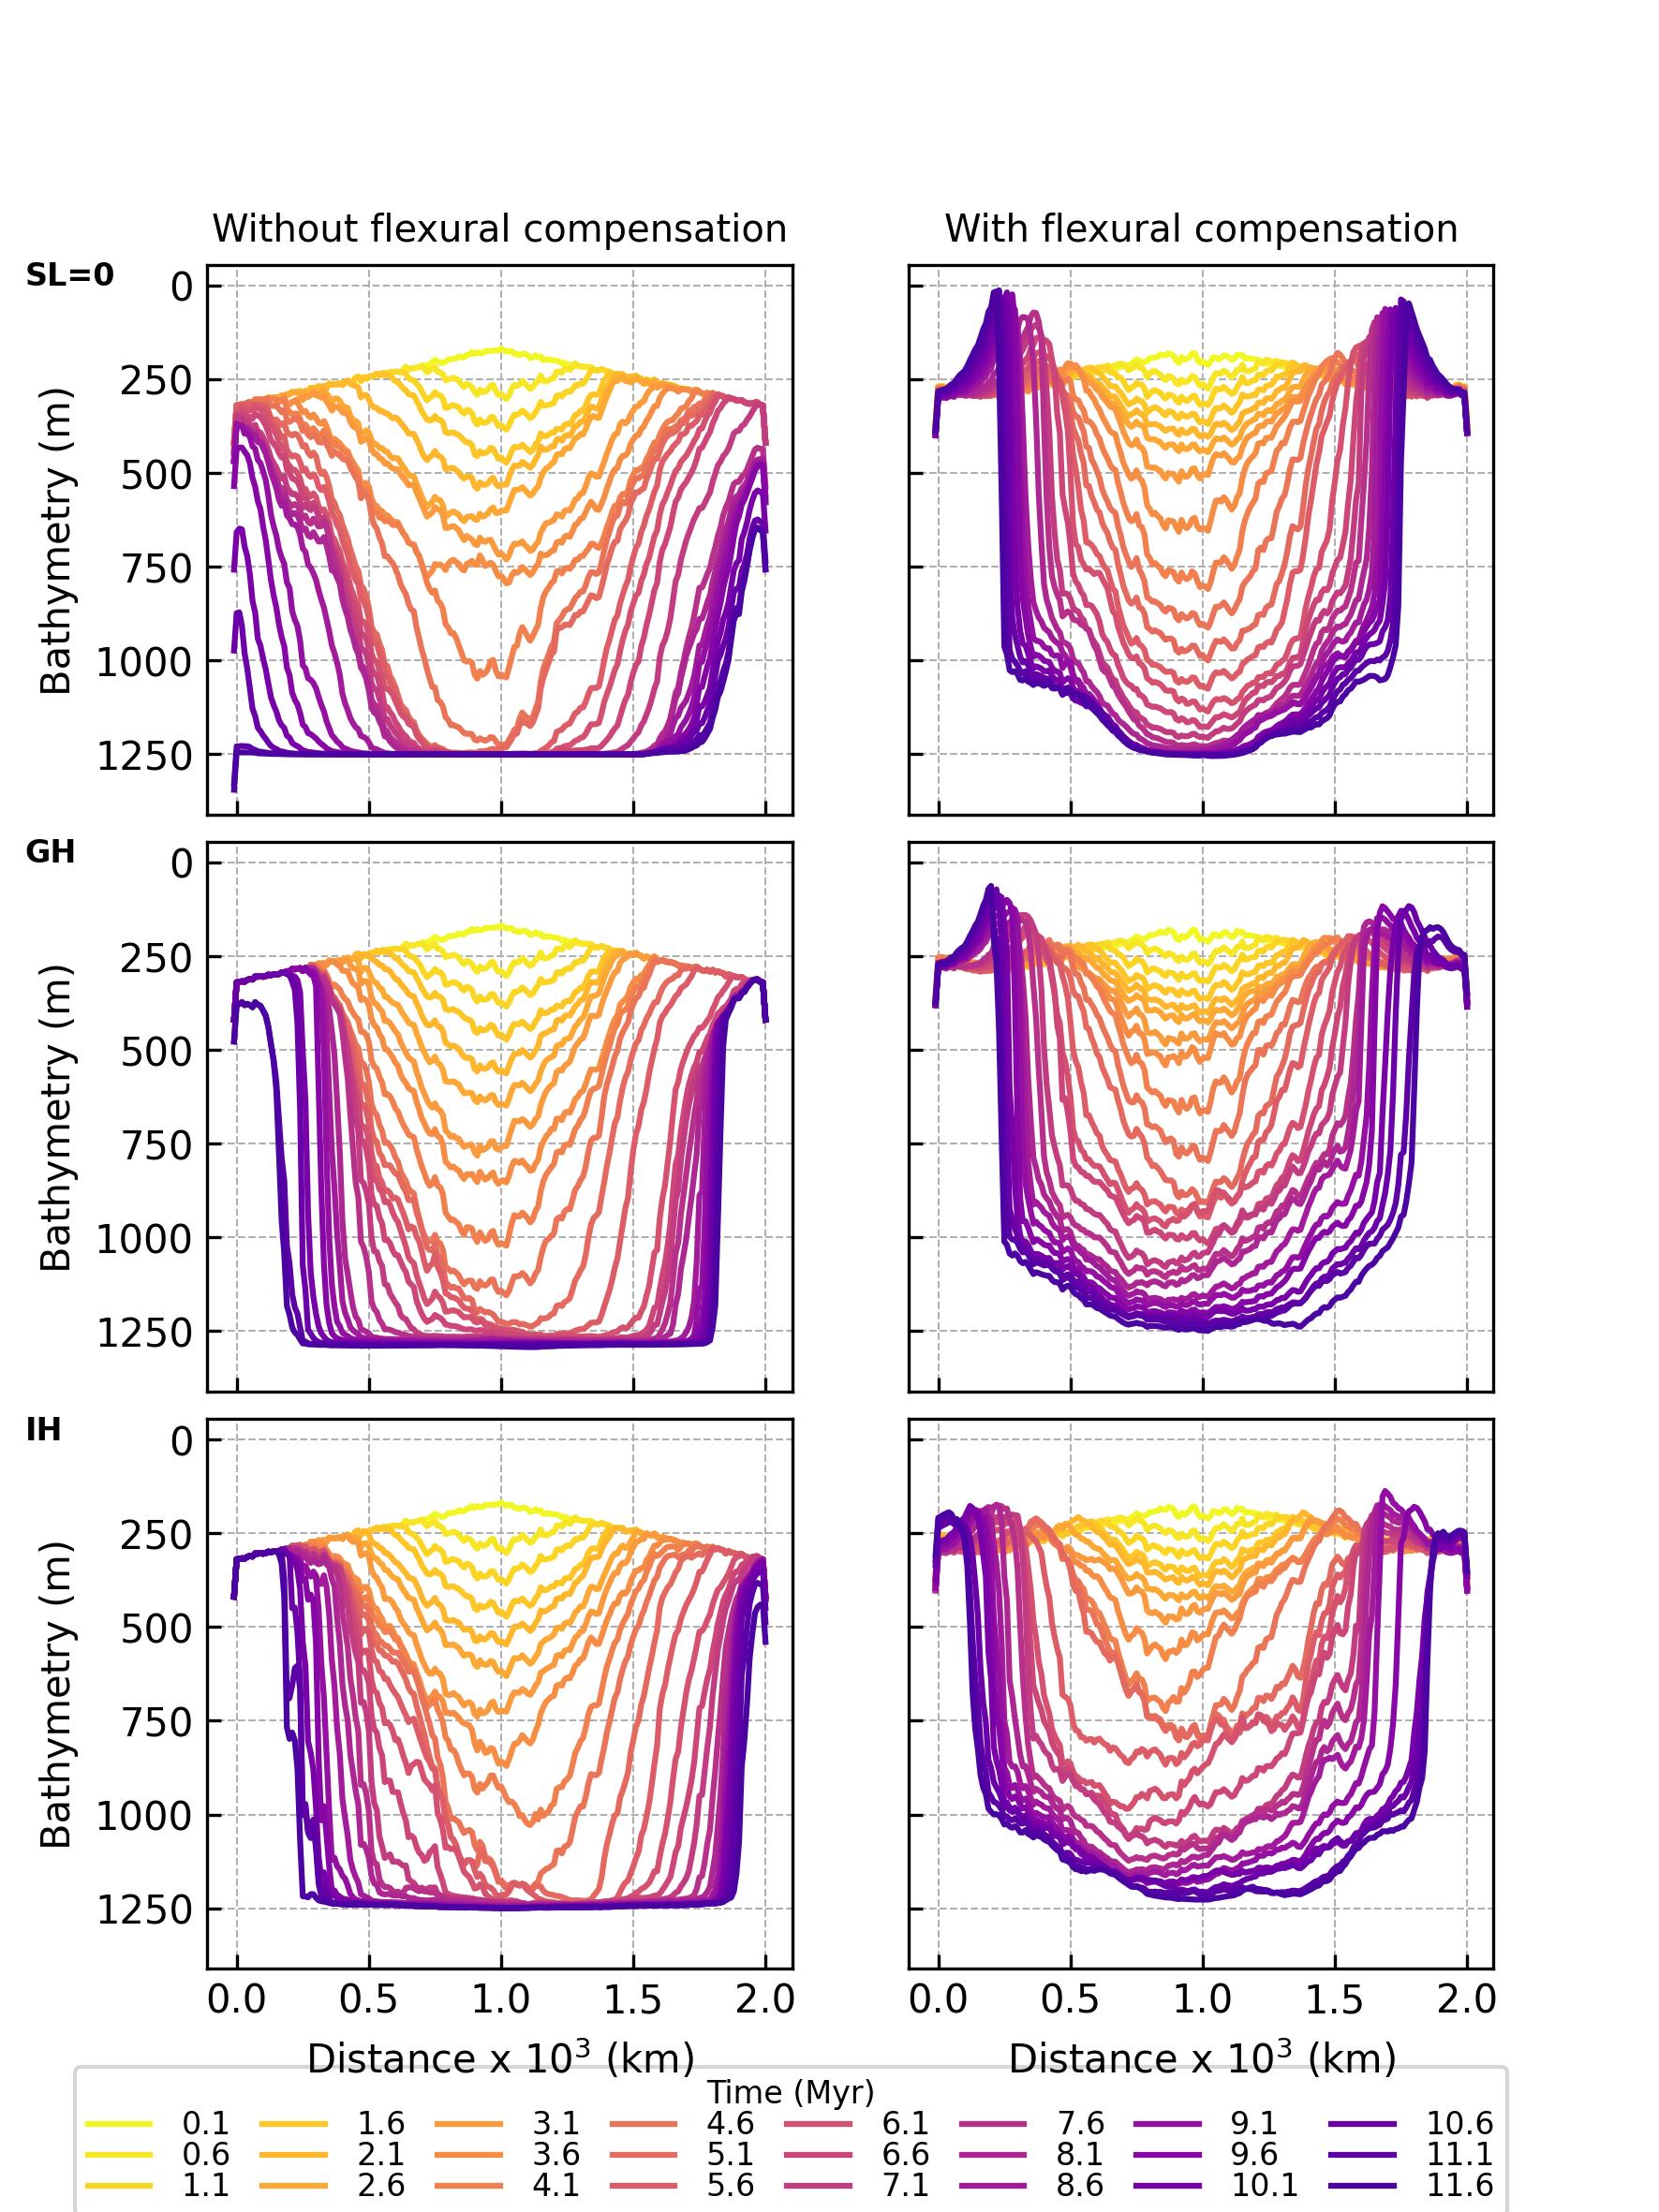 Without flexural compensation
With flexural compensation
SL=0
0
250
500
750
1000
1250
Bathymetry (m)
GH
0
250
500
750
1000
1250
Bathymetry (m)
IH
0
250
500
750
1000
1250
Bathymetry (m)
0.0 0.5 1.0 1.5 2.0
0.0 0.5 1.0 1.5 2.0
Distance x 10³ (km)
Distance x 10³ (km)
Time (Myr)
0.1 1.6 3.1 4.6 6.1 7.6 9.1 10.6
0.6 2.1 3.6 5.1 6.6 8.1 9.6 11.1
1.1 2.6 4.1 5.6 7.1 8.6 10.1 11.6